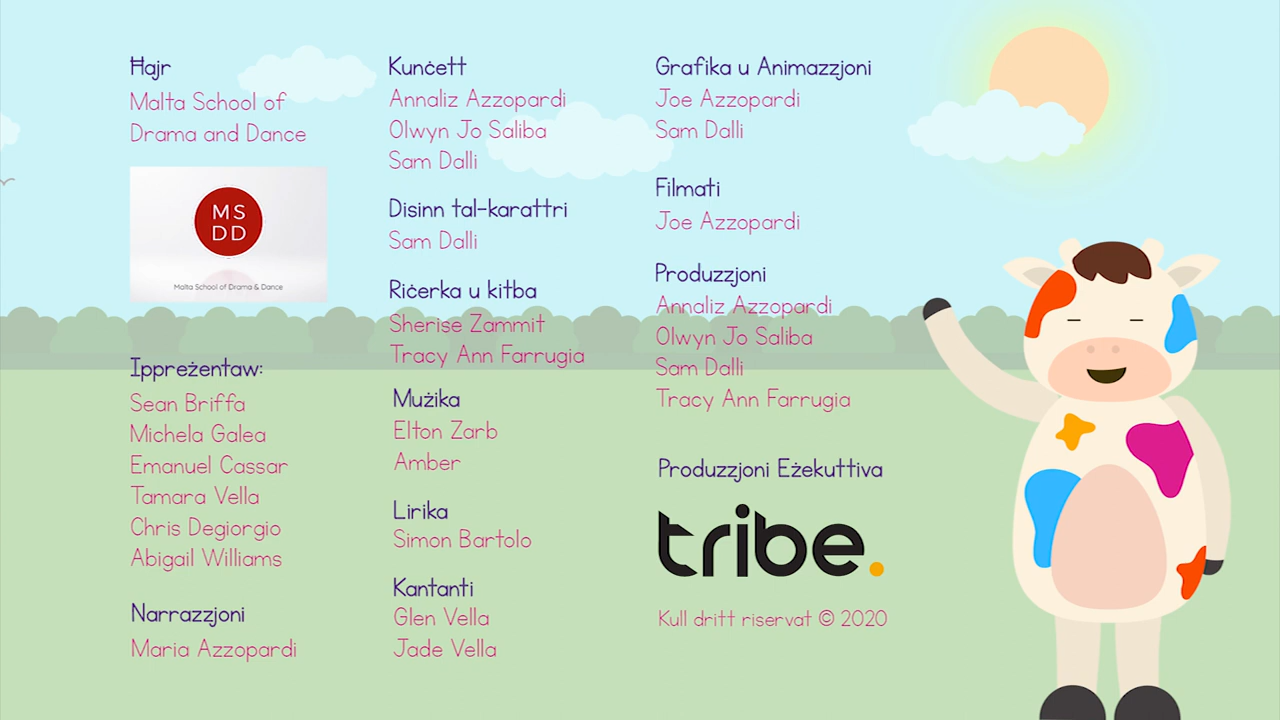 Ħajr
Malta School of
Drama and Dance
M S
D D
Malta School of Drama & Dance
Ippreżentaw:
Sean Briffa
Michela Galea
Emanuel Cassar
Tamara Vella
Chris Degiorgio
Abigail Williams
Narrazzjoni
Maria Azzopardi
Kunċett
Annaliz Azzopardi
Olwyn Jo Saliba
Sam Dalli
Disinn tal-karattri
Sam Dalli
Riċerka u kitba
Sherise Zammit
Tracy Ann Farrugia
Mużika
Elton Zarb
Amber
Lirika
Simon Bartolo
Kantanti
Glen Vella
Jade Vella
Grafika u Animazzjoni
Joe Azzopardi
Sam Dalli
Filmati
Joe Azzopardi
Produzzjoni
Annaliz Azzopardi
Olwyn Jo Saliba
Sam Dalli
Tracy Ann Farrugia
Produzzjoni Eżekuttiva
tribe.
Kull dritt riservat © 2020